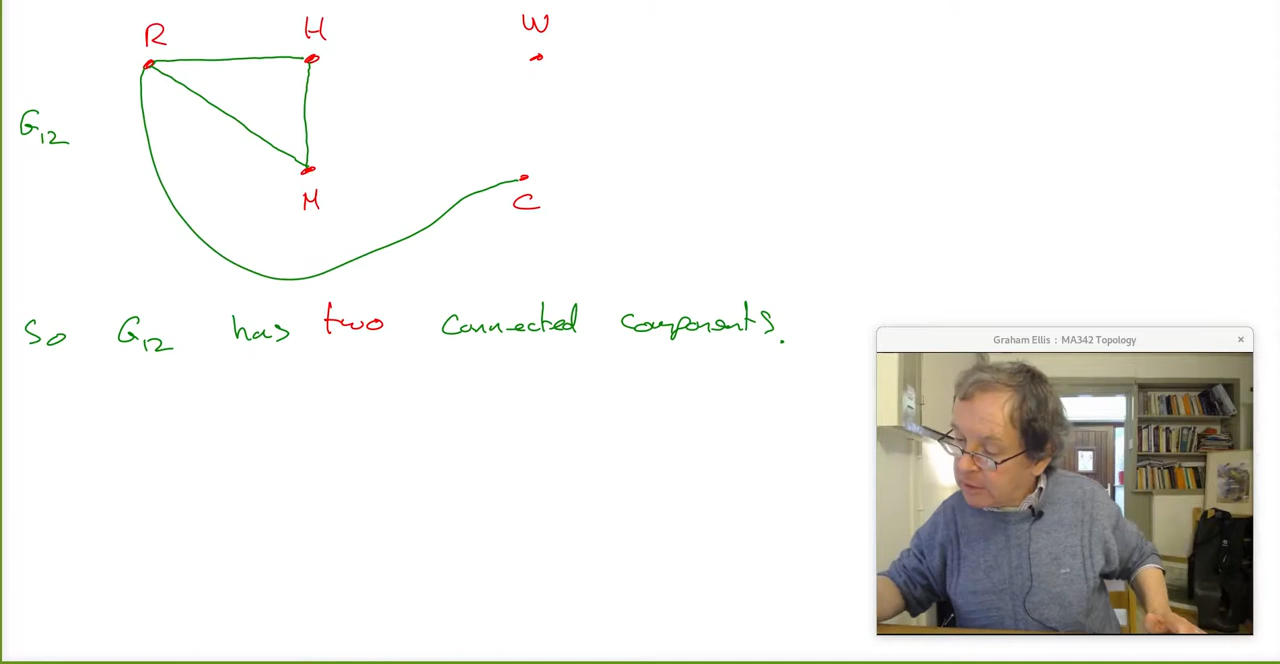 R H W
G₁₂
M C
So G₁₂ has two connected components.
Graham Ellis : MA342 Topology